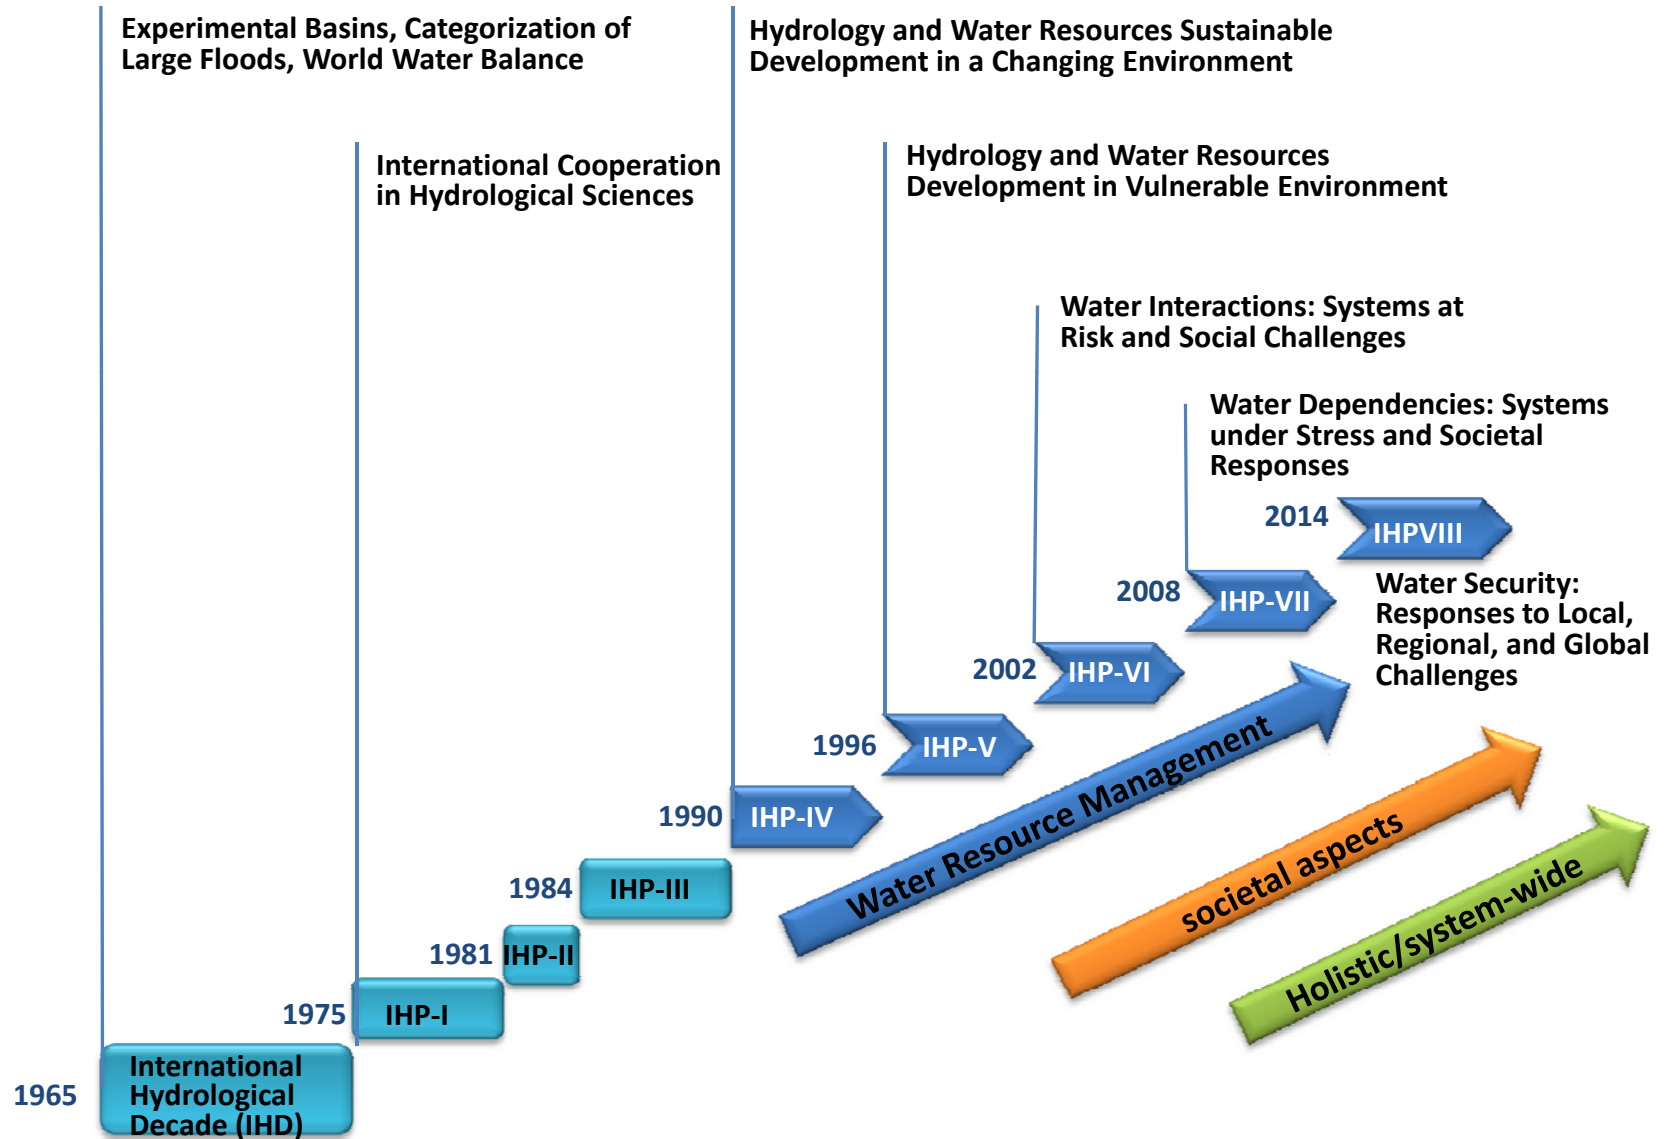 Experimental Basins, Categorization of
Large Floods, World Water Balance
Hydrology and Water Resources Sustainable
Development in a Changing Environment
International Cooperation
in Hydrological Sciences
Hydrology and Water Resources
Development in Vulnerable Environment
Water Interactions: Systems at
Risk and Social Challenges
Water Dependencies: Systems
under Stress and Societal
Responses
2014
IHPVIII
Water Security:
Responses to Local,
Regional, and Global
Challenges
2008
IHP-VII
2002
IHP-VI
1996
IHP-V
1990
IHP-IV
1984
IHP-III
1981
IHP-II
1975
IHP-I
1965
International
Hydrological
Decade (IHD)
Water Resource Management
societal aspects
Holistic/system-wide